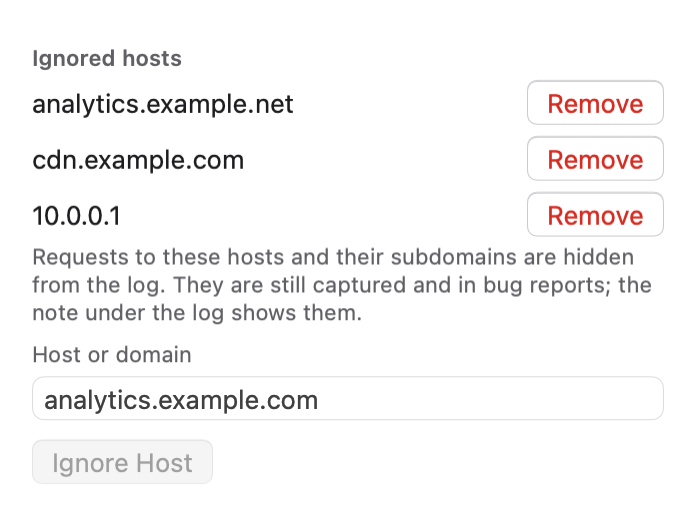 Ignored hosts
analytics.example.net Remove
cdn.example.com Remove
10.0.0.1 Remove
Requests to these hosts and their subdomains are hidden
from the log. They are still captured and in bug reports; the
note under the log shows them.
Host or domain
analytics.example.com
Ignore Host